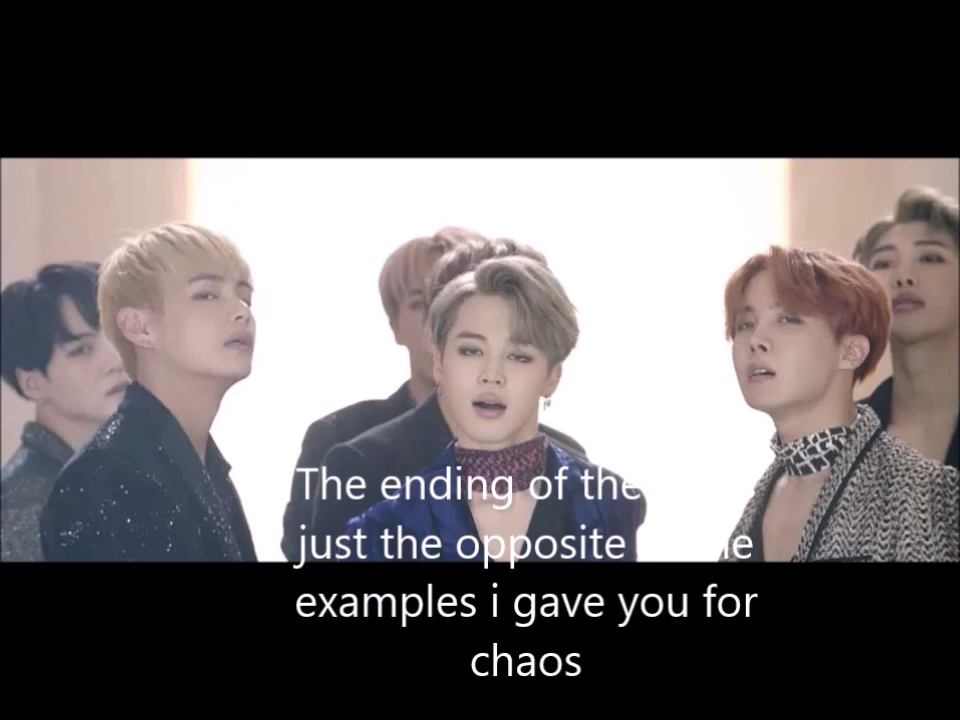 The ending of the
just the opposite
examples i gave you for
chaos